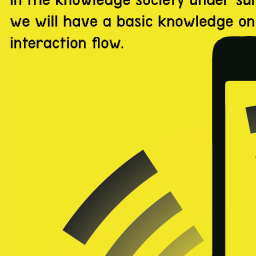 in the knowledge society under
we will have a basic knowledge on
interaction flow.